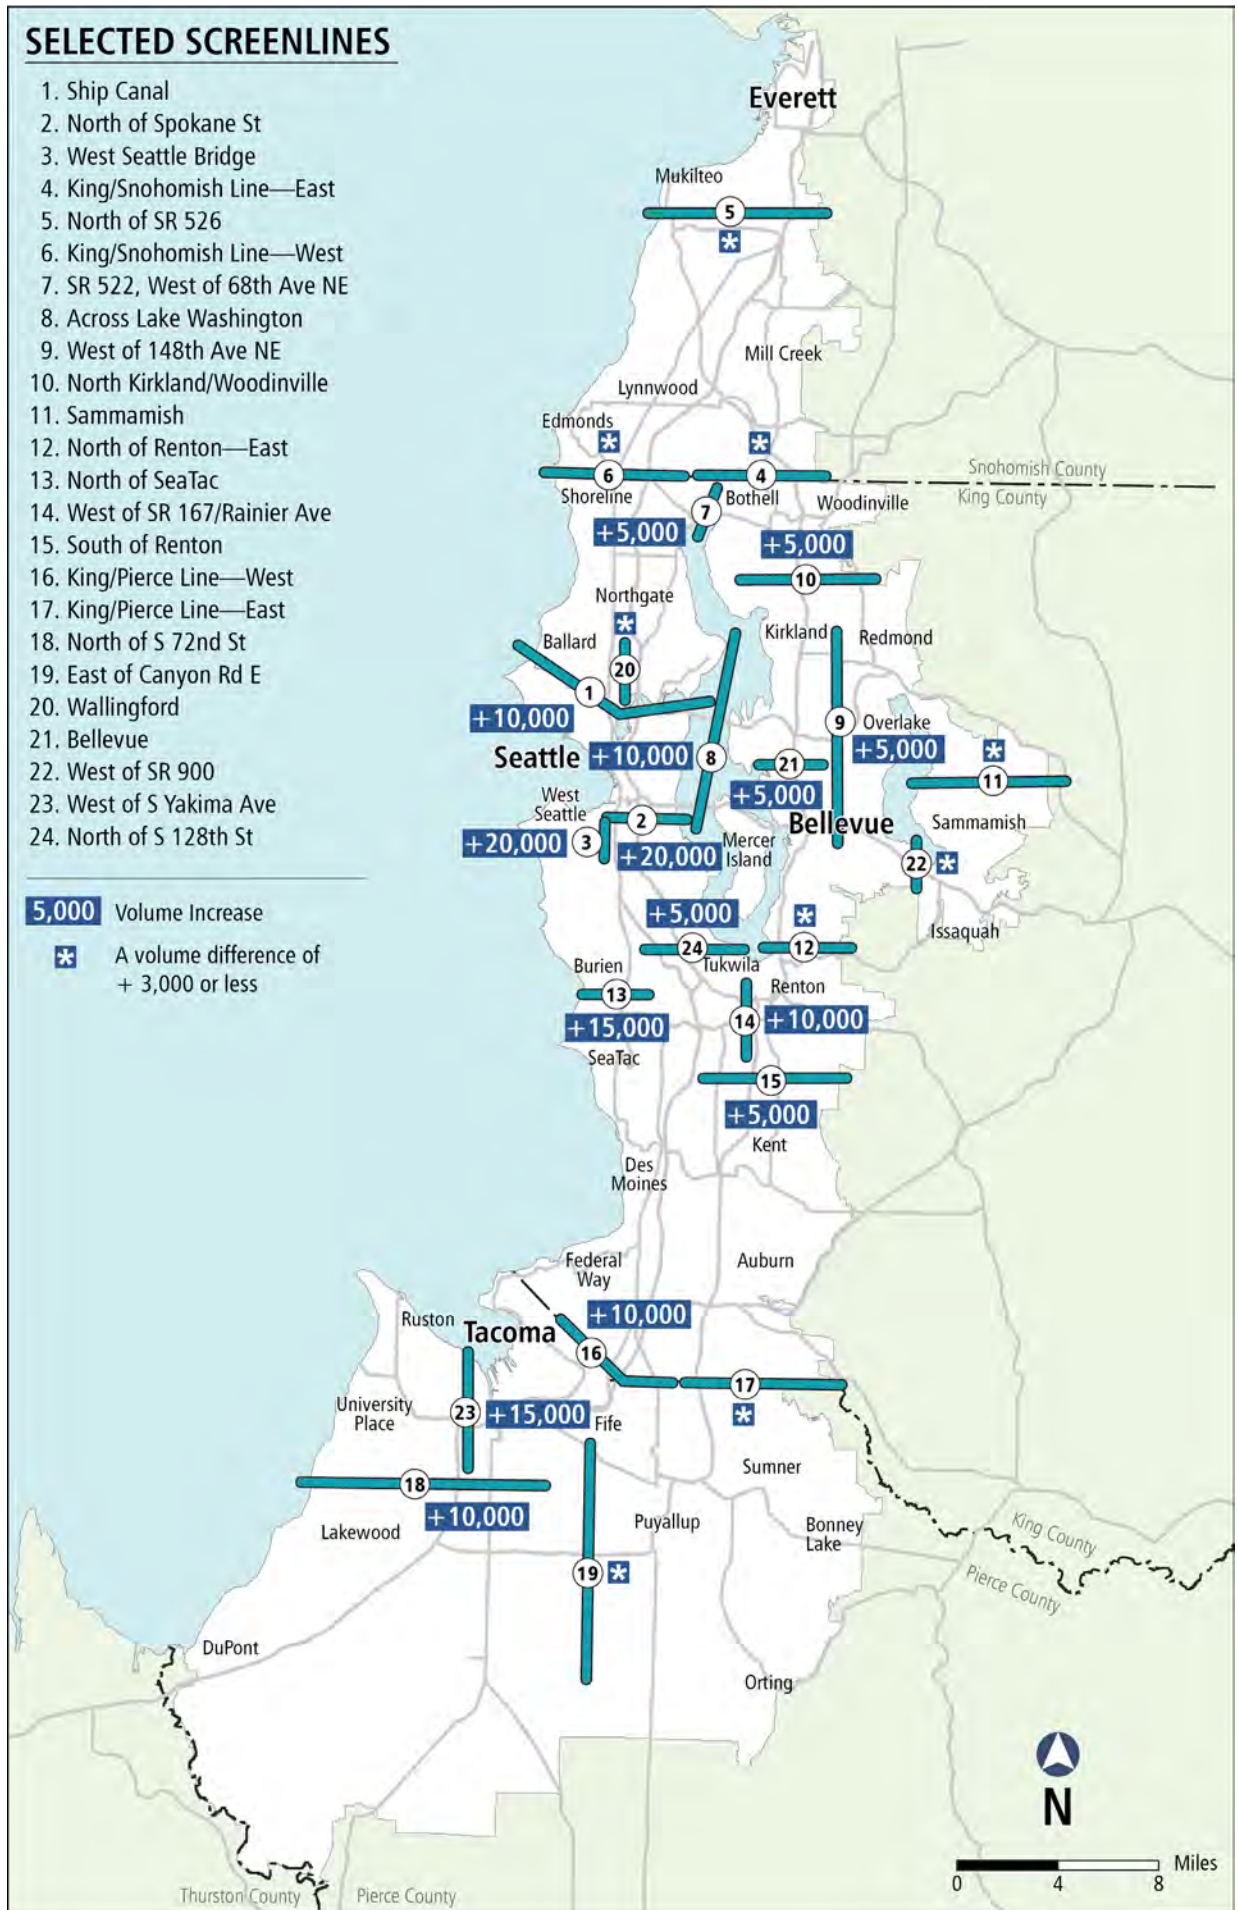 SELECTED SCREENLINES
1. Ship Canal
2. North of Spokane St
3. West Seattle Bridge
4. King/Snohomish Line—East
5. North of SR 526
6. King/Snohomish Line—West
7. SR 522, West of 68th Ave NE
8. Across Lake Washington
9. West of 148th Ave NE
10. North Kirkland/Woodinville
11. Sammamish
12. North of Renton—East
13. North of SeaTac
14. West of SR 167/Rainier Ave
15. South of Renton
16. King/Pierce Line—West
17. King/Pierce Line—East
18. North of S 72nd St
19. East of Canyon Rd E
20. Wallingford
21. Bellevue
22. West of SR 900
23. West of S Yakima Ave
24. North of S 128th St
5,000 Volume Increase
* A volume difference of
+ 3,000 or less
Everett
Mukilteo
5
*
Mill Creek
Lynnwood
Edmonds
* *
6 4
Snohomish County
King County
Shoreline
Bothell
Woodinville
7
+5,000
+5,000
10
Northgate
*
Ballard
Kirkland
Redmond
20
1
+10,000
9
Overlake
+5,000
Seattle
+10,000
8
21
+5,000
*
11
West
Seattle
2
3
+20,000
+20,000
Mercer
Island
Bellevue
Sammamish
22 *
Issaquah
+5,000
*
24
12
Tukwila
Burien
13
Renton
+15,000
14
+10,000
SeaTac
15
+5,000
Kent
Des
Moines
Federal
Way
Auburn
+10,000
Ruston
Tacoma
16
17
*
University
Place
23
+15,000
Fife
Sumner
18
+10,000
Lakewood
Puyallup
Bonney
Lake
King County
Pierce County
19 *
DuPont
Orting
N
Miles
0 4 8
Thurston County
Pierce County